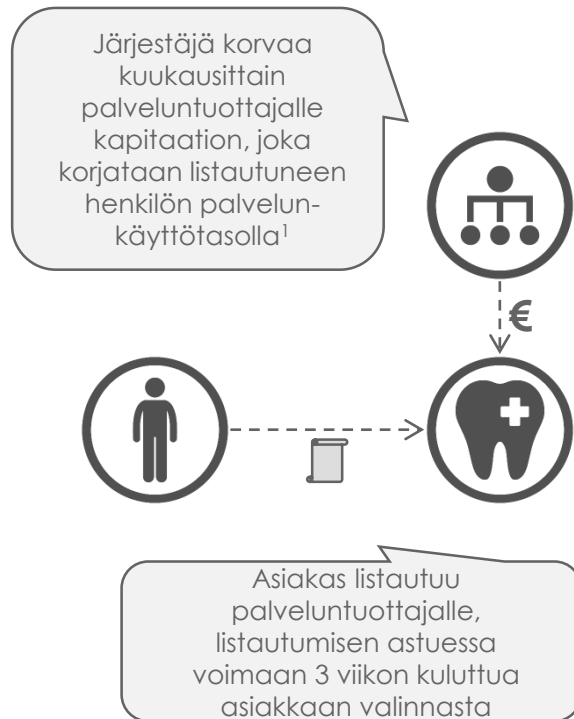 Järjestäjä korvaa
kuukausittain
palveluntuottajalle
kapitaation, joka
korjataan listautuneen
henkilön palvelun-
käyttötasolla¹
€
Asiakas listautuu
palveluntuottajalle,
listautumisen astuessa
voimaan 3 viikon kuluttua
asiakkaan valinnasta